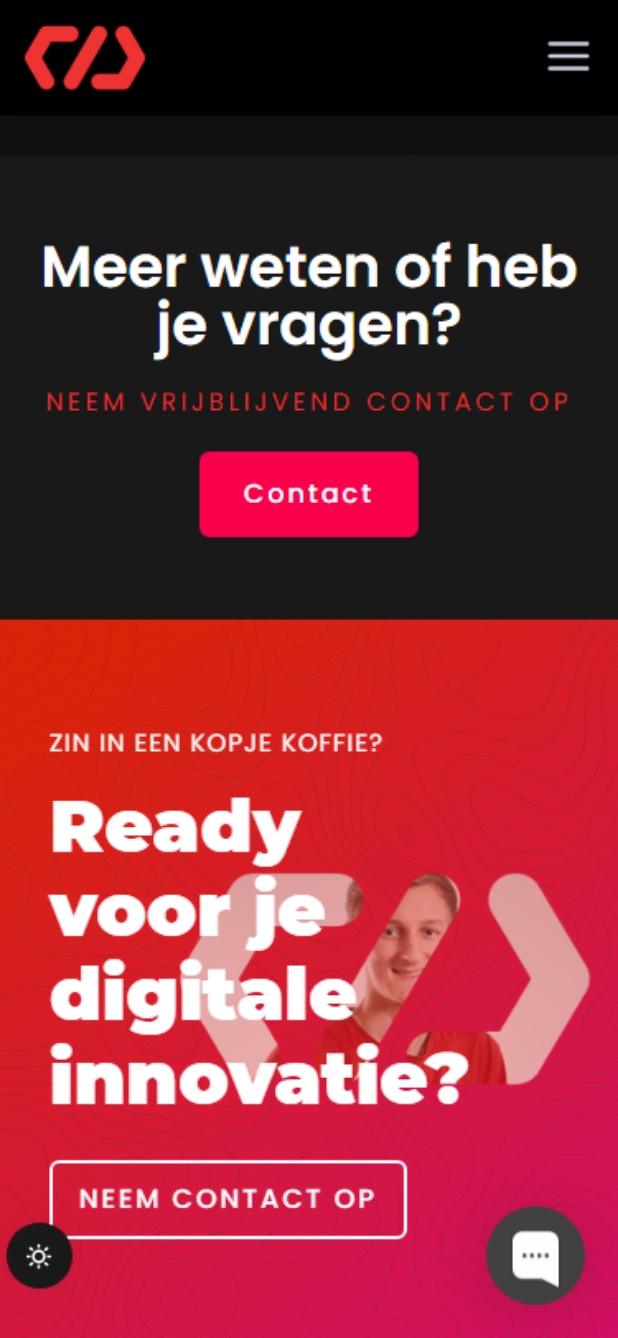 Meer weten of heb
je vragen?
NEEM VRIJBLIJVEND CONTACT OP
Contact
ZIN IN EEN KOPJE KOFFIE?
Ready
voor je
digitale
innovatie?
NEEM CONTACT OP